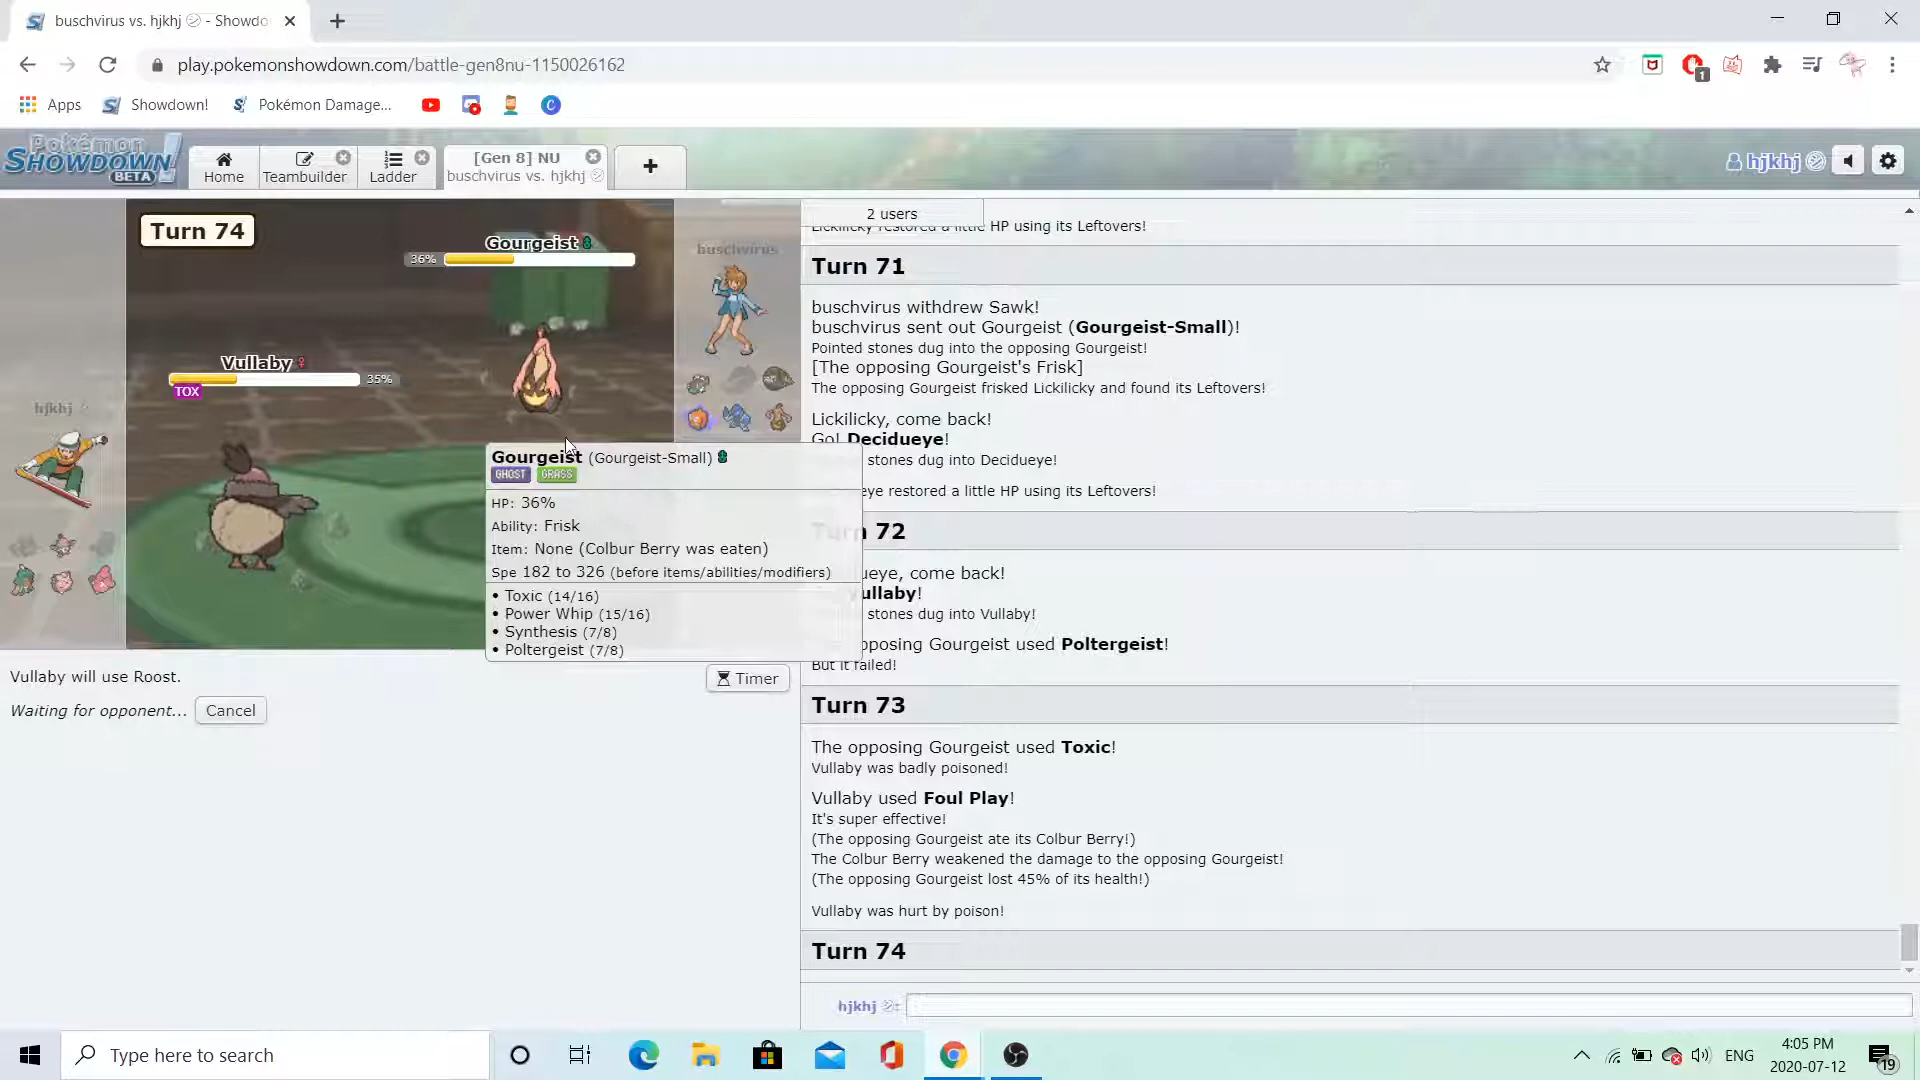 buschvirus vs. hjkhj - Showdo
play.pokemonshowdown.com/battle-gen8nu-1150026162
1
Apps
Showdown!
Pokémon Damage...
Pokémon
SHOWDOWN!
BETA
Home
Teambuilder
Ladder
[Gen 8] NU
buschvirus vs. hjkhj
hjkhj
Turn 74
Gourgeist
36%
Vullaby
35%
TOX
hjkhj
buschvirus
Gourgeist (Gourgeist-Small)
GHOST GRASS
HP: 36%
Ability: Frisk
Item: None (Colbur Berry was eaten)
Spe 182 to 326 (before items/abilities/modifiers)
• Toxic (14/16)
• Power Whip (15/16)
• Synthesis (7/8)
• Poltergeist (7/8)
Vullaby will use Roost.
Timer
Waiting for opponent... Cancel
2 users
Lickilicky restored a little HP using its Leftovers!
Turn 71
buschvirus withdrew Sawk!
buschvirus sent out Gourgeist (Gourgeist-Small)!
Pointed stones dug into the opposing Gourgeist!
[The opposing Gourgeist's Frisk]
The opposing Gourgeist frisked Lickilicky and found its Leftovers!
Lickilicky, come back!
Go! Decidueye!
stones dug into Decidueye!
eye restored a little HP using its Leftovers!
Turn 72
ueye, come back!
ullaby!
stones dug into Vullaby!
opposing Gourgeist used Poltergeist!
But it failed!
Turn 73
The opposing Gourgeist used Toxic!
Vullaby was badly poisoned!
Vullaby used Foul Play!
It's super effective!
(The opposing Gourgeist ate its Colbur Berry!)
The Colbur Berry weakened the damage to the opposing Gourgeist!
(The opposing Gourgeist lost 45% of its health!)
Vullaby was hurt by poison!
Turn 74
hjkhj :
Type here to search
ENG
4:05 PM
2020-07-12
19